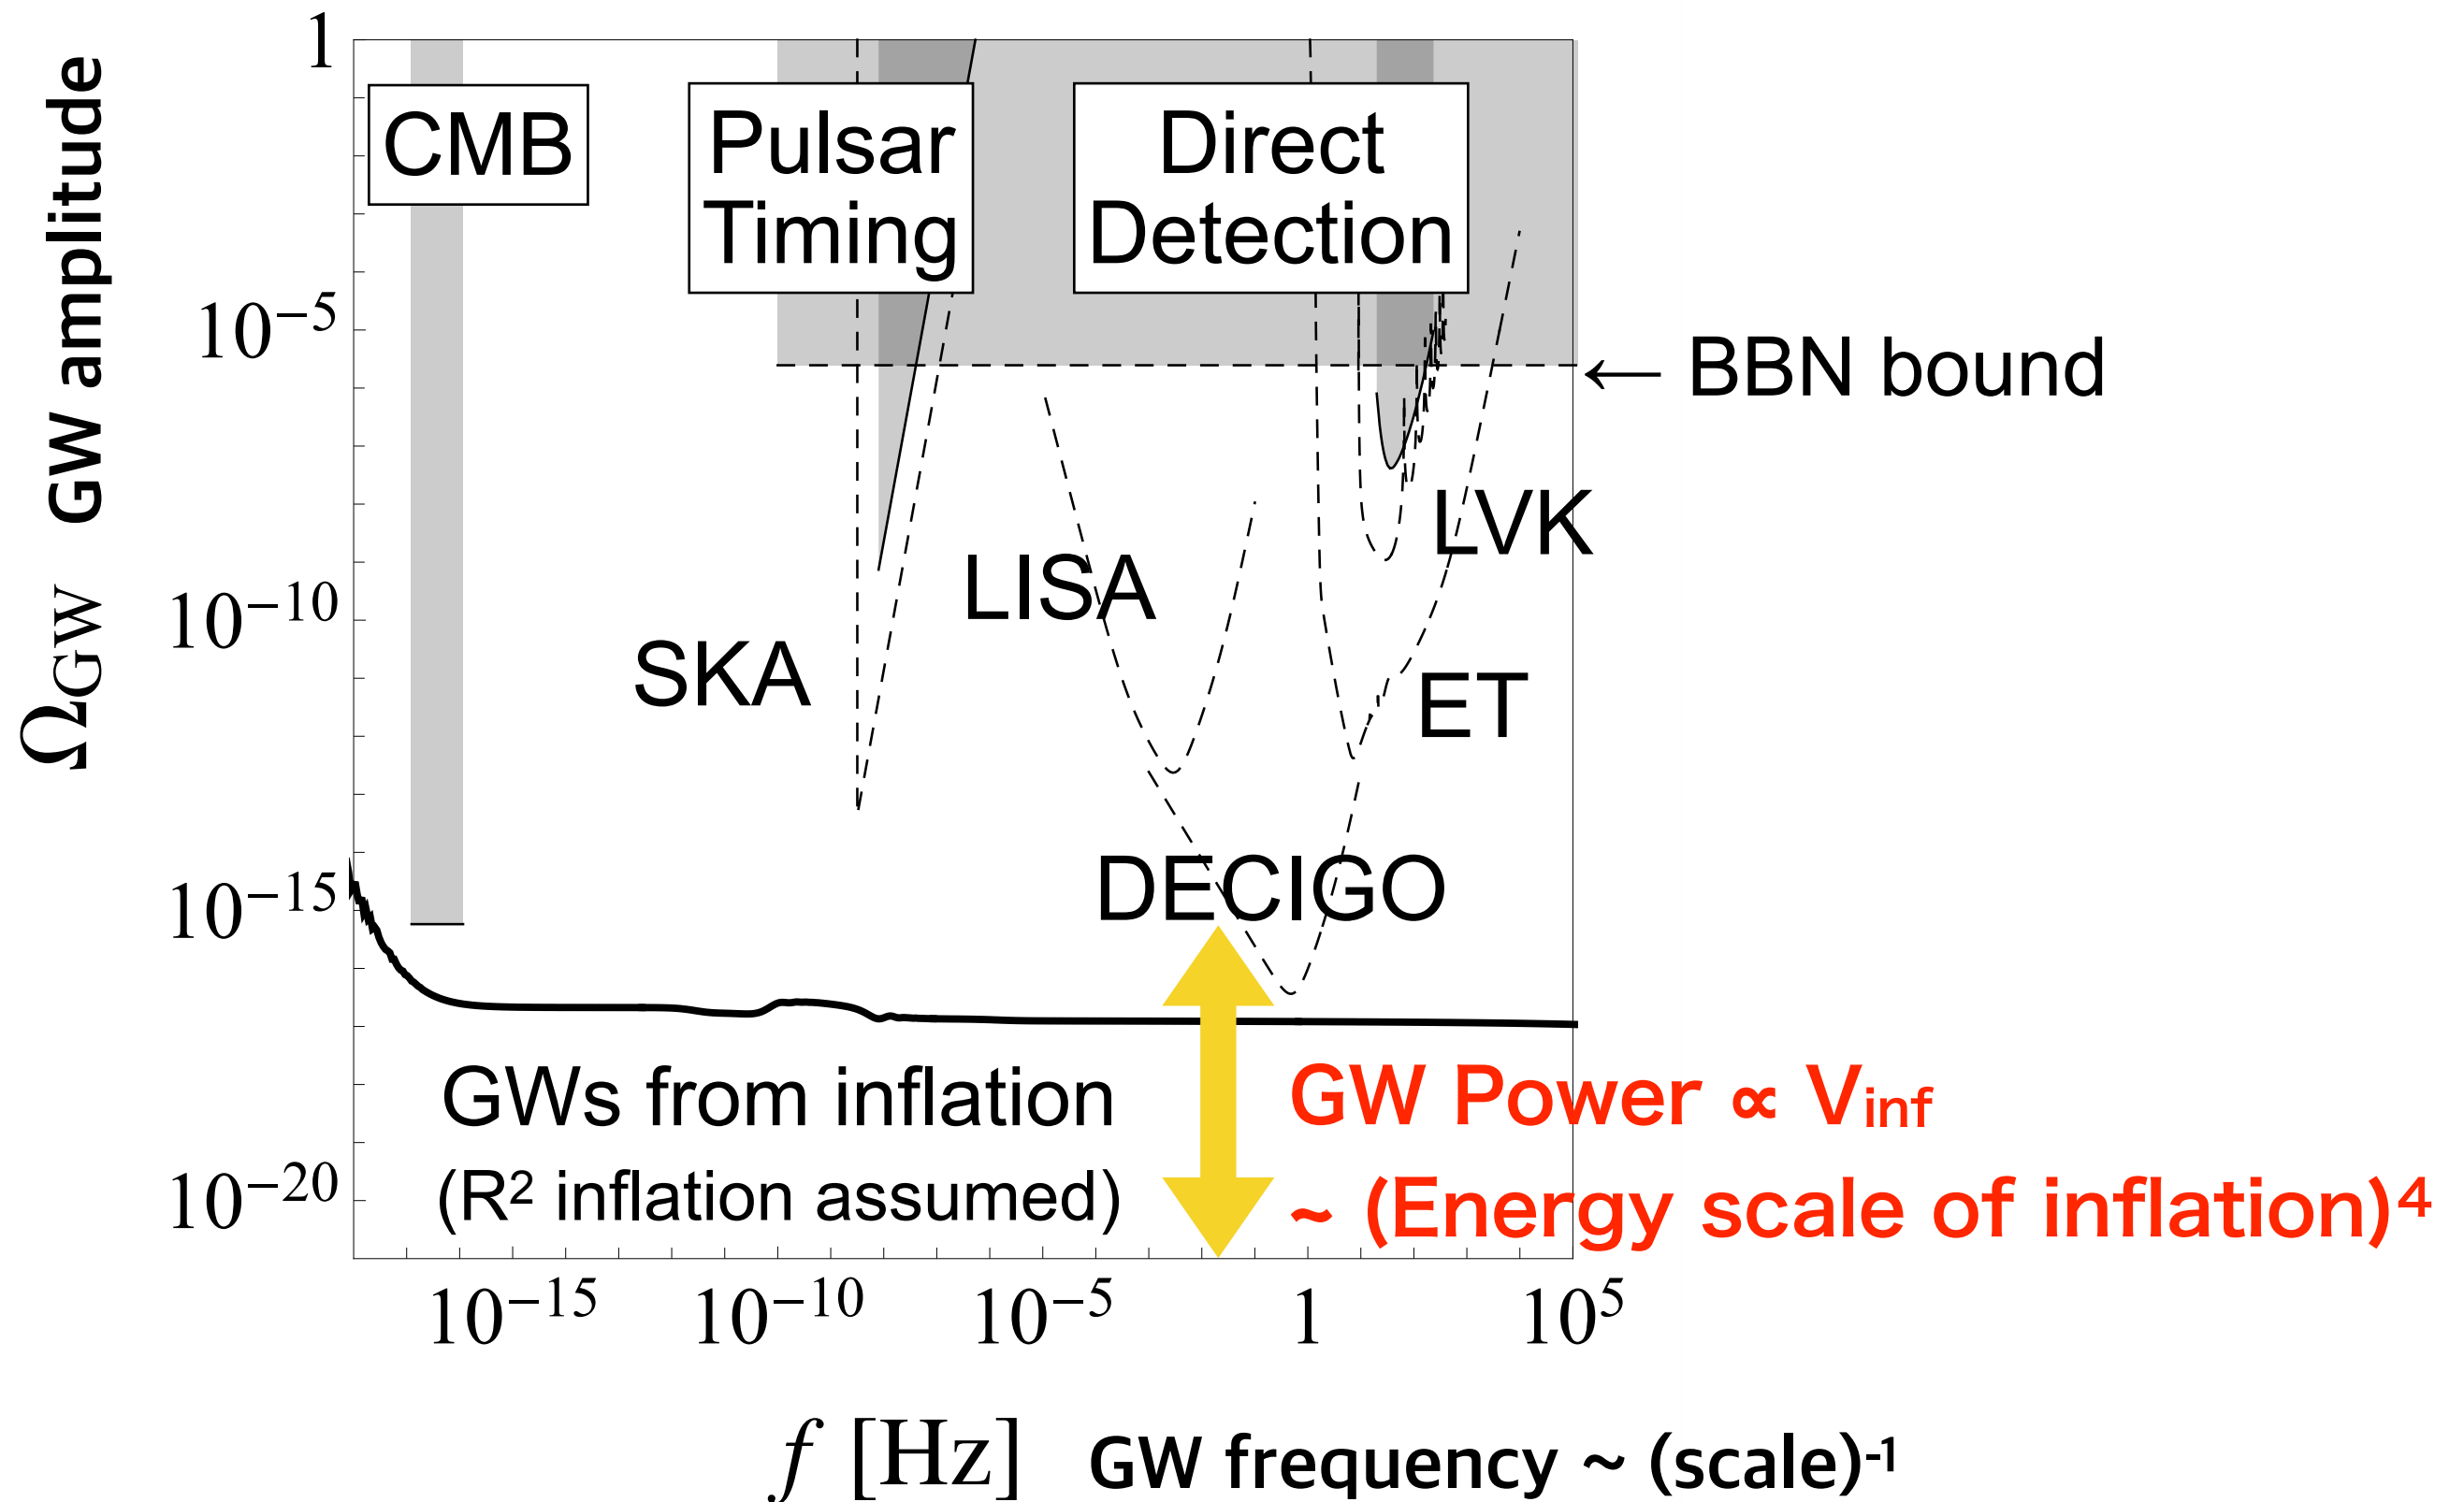 Ω_GW GW amplitude
1
10⁻⁵
10⁻¹⁰
10⁻¹⁵
10⁻²⁰
CMB
Pulsar
Timing
Direct
Detection
← BBN bound
LVK
LISA
SKA
ET
DECIGO
GWs from inflation
(R² inflation assumed)
GW Power ∝ V_inf
~ (Energy scale of inflation)⁴
10⁻¹⁵ 10⁻¹⁰ 10⁻⁵ 1 10⁵
f [Hz] GW frequency ~ (scale)⁻¹